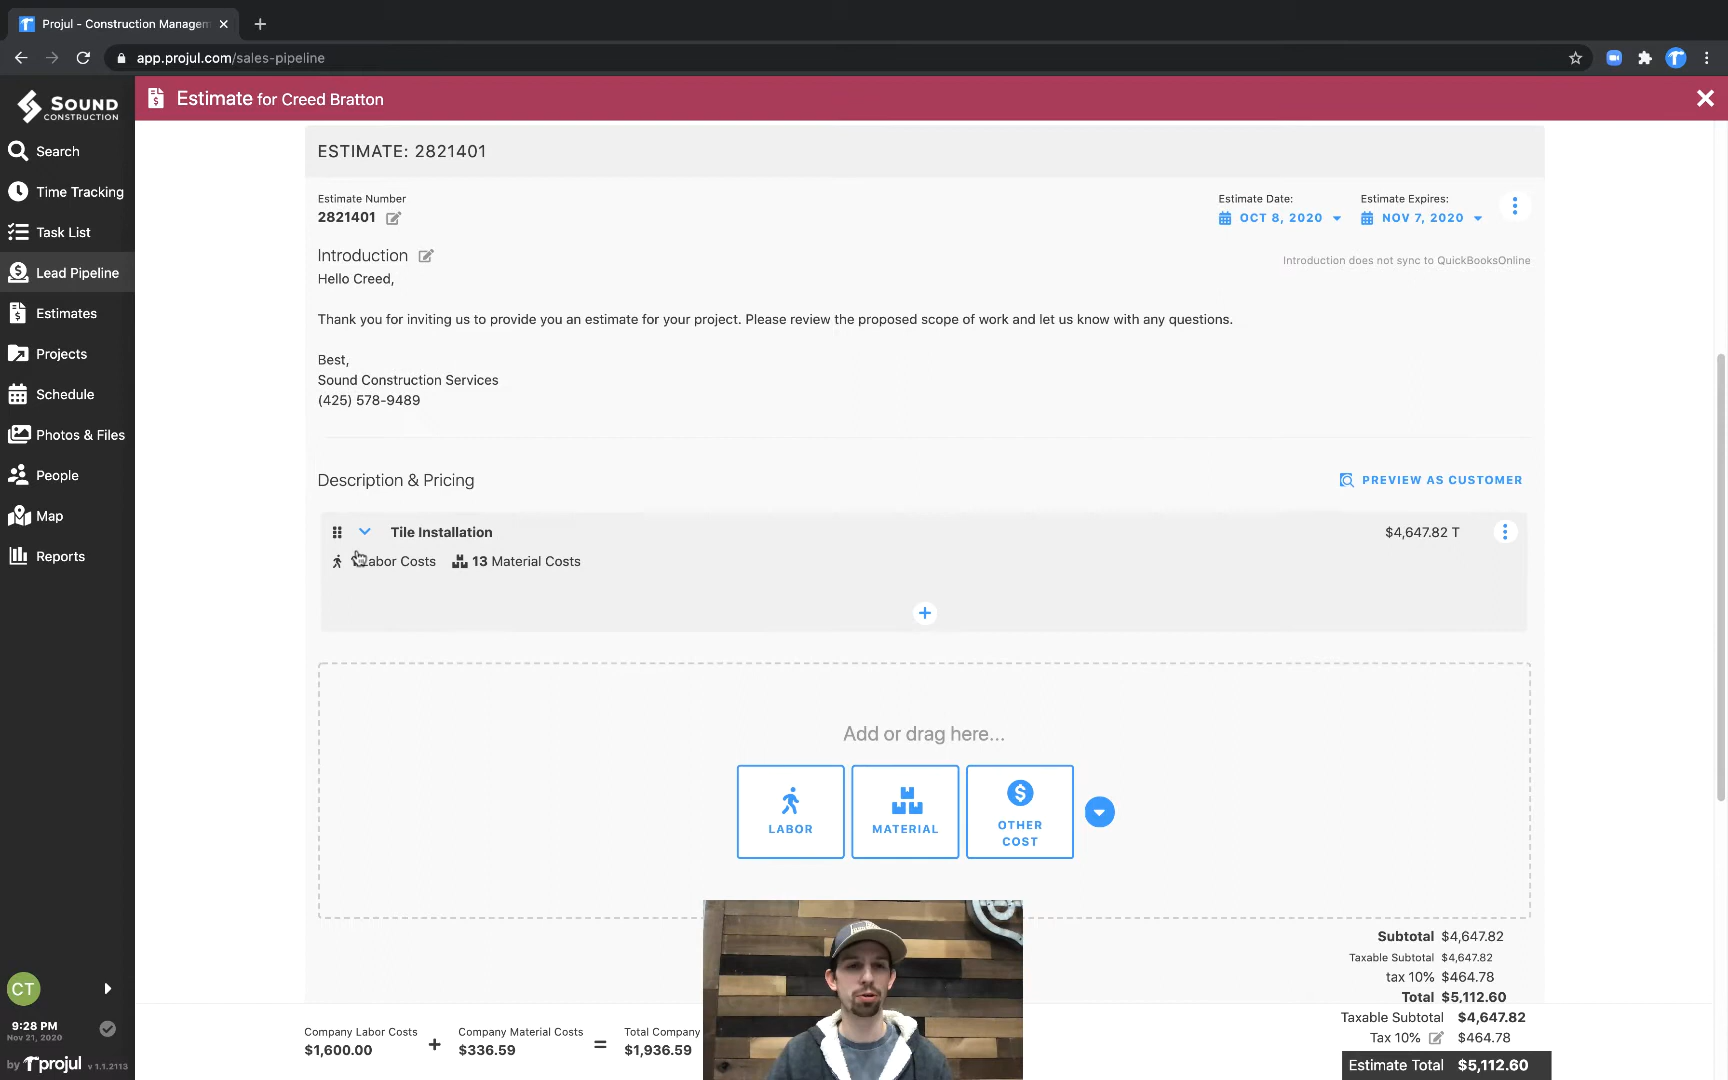 Projul - Construction Managem
app.projul.com/sales-pipeline
SOUND
CONSTRUCTION
Estimate for Creed Bratton
Search
Time Tracking
Task List
Lead Pipeline
Estimates
Projects
Schedule
Photos & Files
People
Map
Reports
CT
9:28 PM
Nov 21, 2020
by projul v 1.1.2113
ESTIMATE: 2821401
Estimate Number
2821401
Estimate Date:
OCT 8, 2020
Estimate Expires:
NOV 7, 2020
Introduction
Introduction does not sync to QuickBooksOnline
Hello Creed,
Thank you for inviting us to provide you an estimate for your project. Please review the proposed scope of work and let us know with any questions.
Best,
Sound Construction Services
(425) 578-9489
Description & Pricing
PREVIEW AS CUSTOMER
Tile Installation
$4,647.82 T
Labor Costs 13 Material Costs
Add or drag here...
LABOR
MATERIAL
OTHER
COST
Subtotal $4,647.82
Taxable Subtotal $4,647.82
tax 10% $464.78
Total $5,112.60
Company Labor Costs
$1,600.00
+
Company Material Costs
$336.59
=
Total Company
$1,936.59
Taxable Subtotal $4,647.82
Tax 10% $464.78
Estimate Total $5,112.60